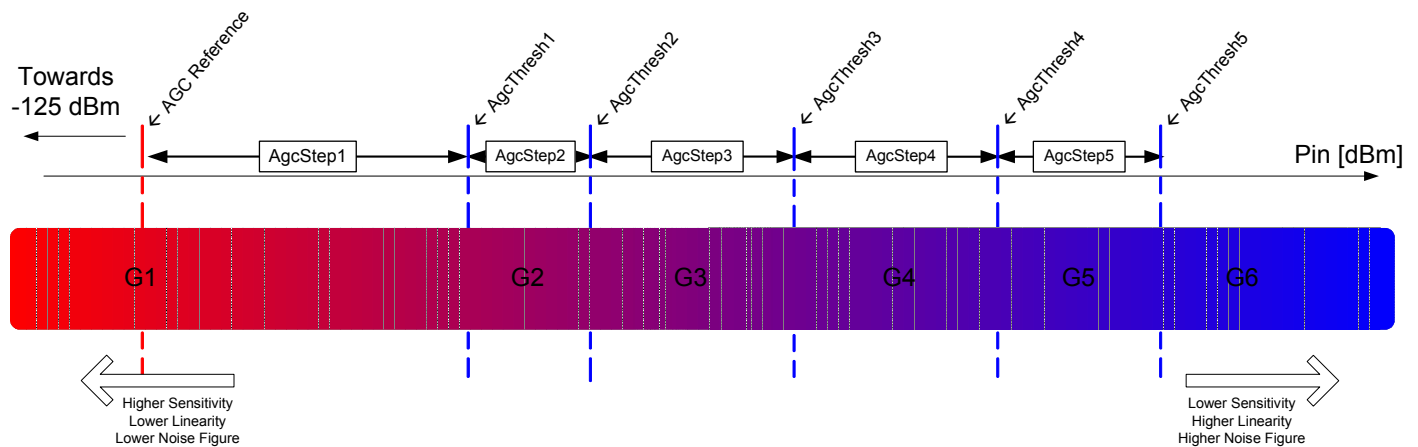 Towards
-125 dBm
AGC Reference
AgcThresh1
AgcThresh2
AgcThresh3
AgcThresh4
AgcThresh5
AgcStep1
AgcStep2
AgcStep3
AgcStep4
AgcStep5
Pin [dBm]
G1
G2
G3
G4
G5
G6
Higher Sensitivity
Lower Linearity
Lower Noise Figure
Lower Sensitivity
Higher Linearity
Higher Noise Figure